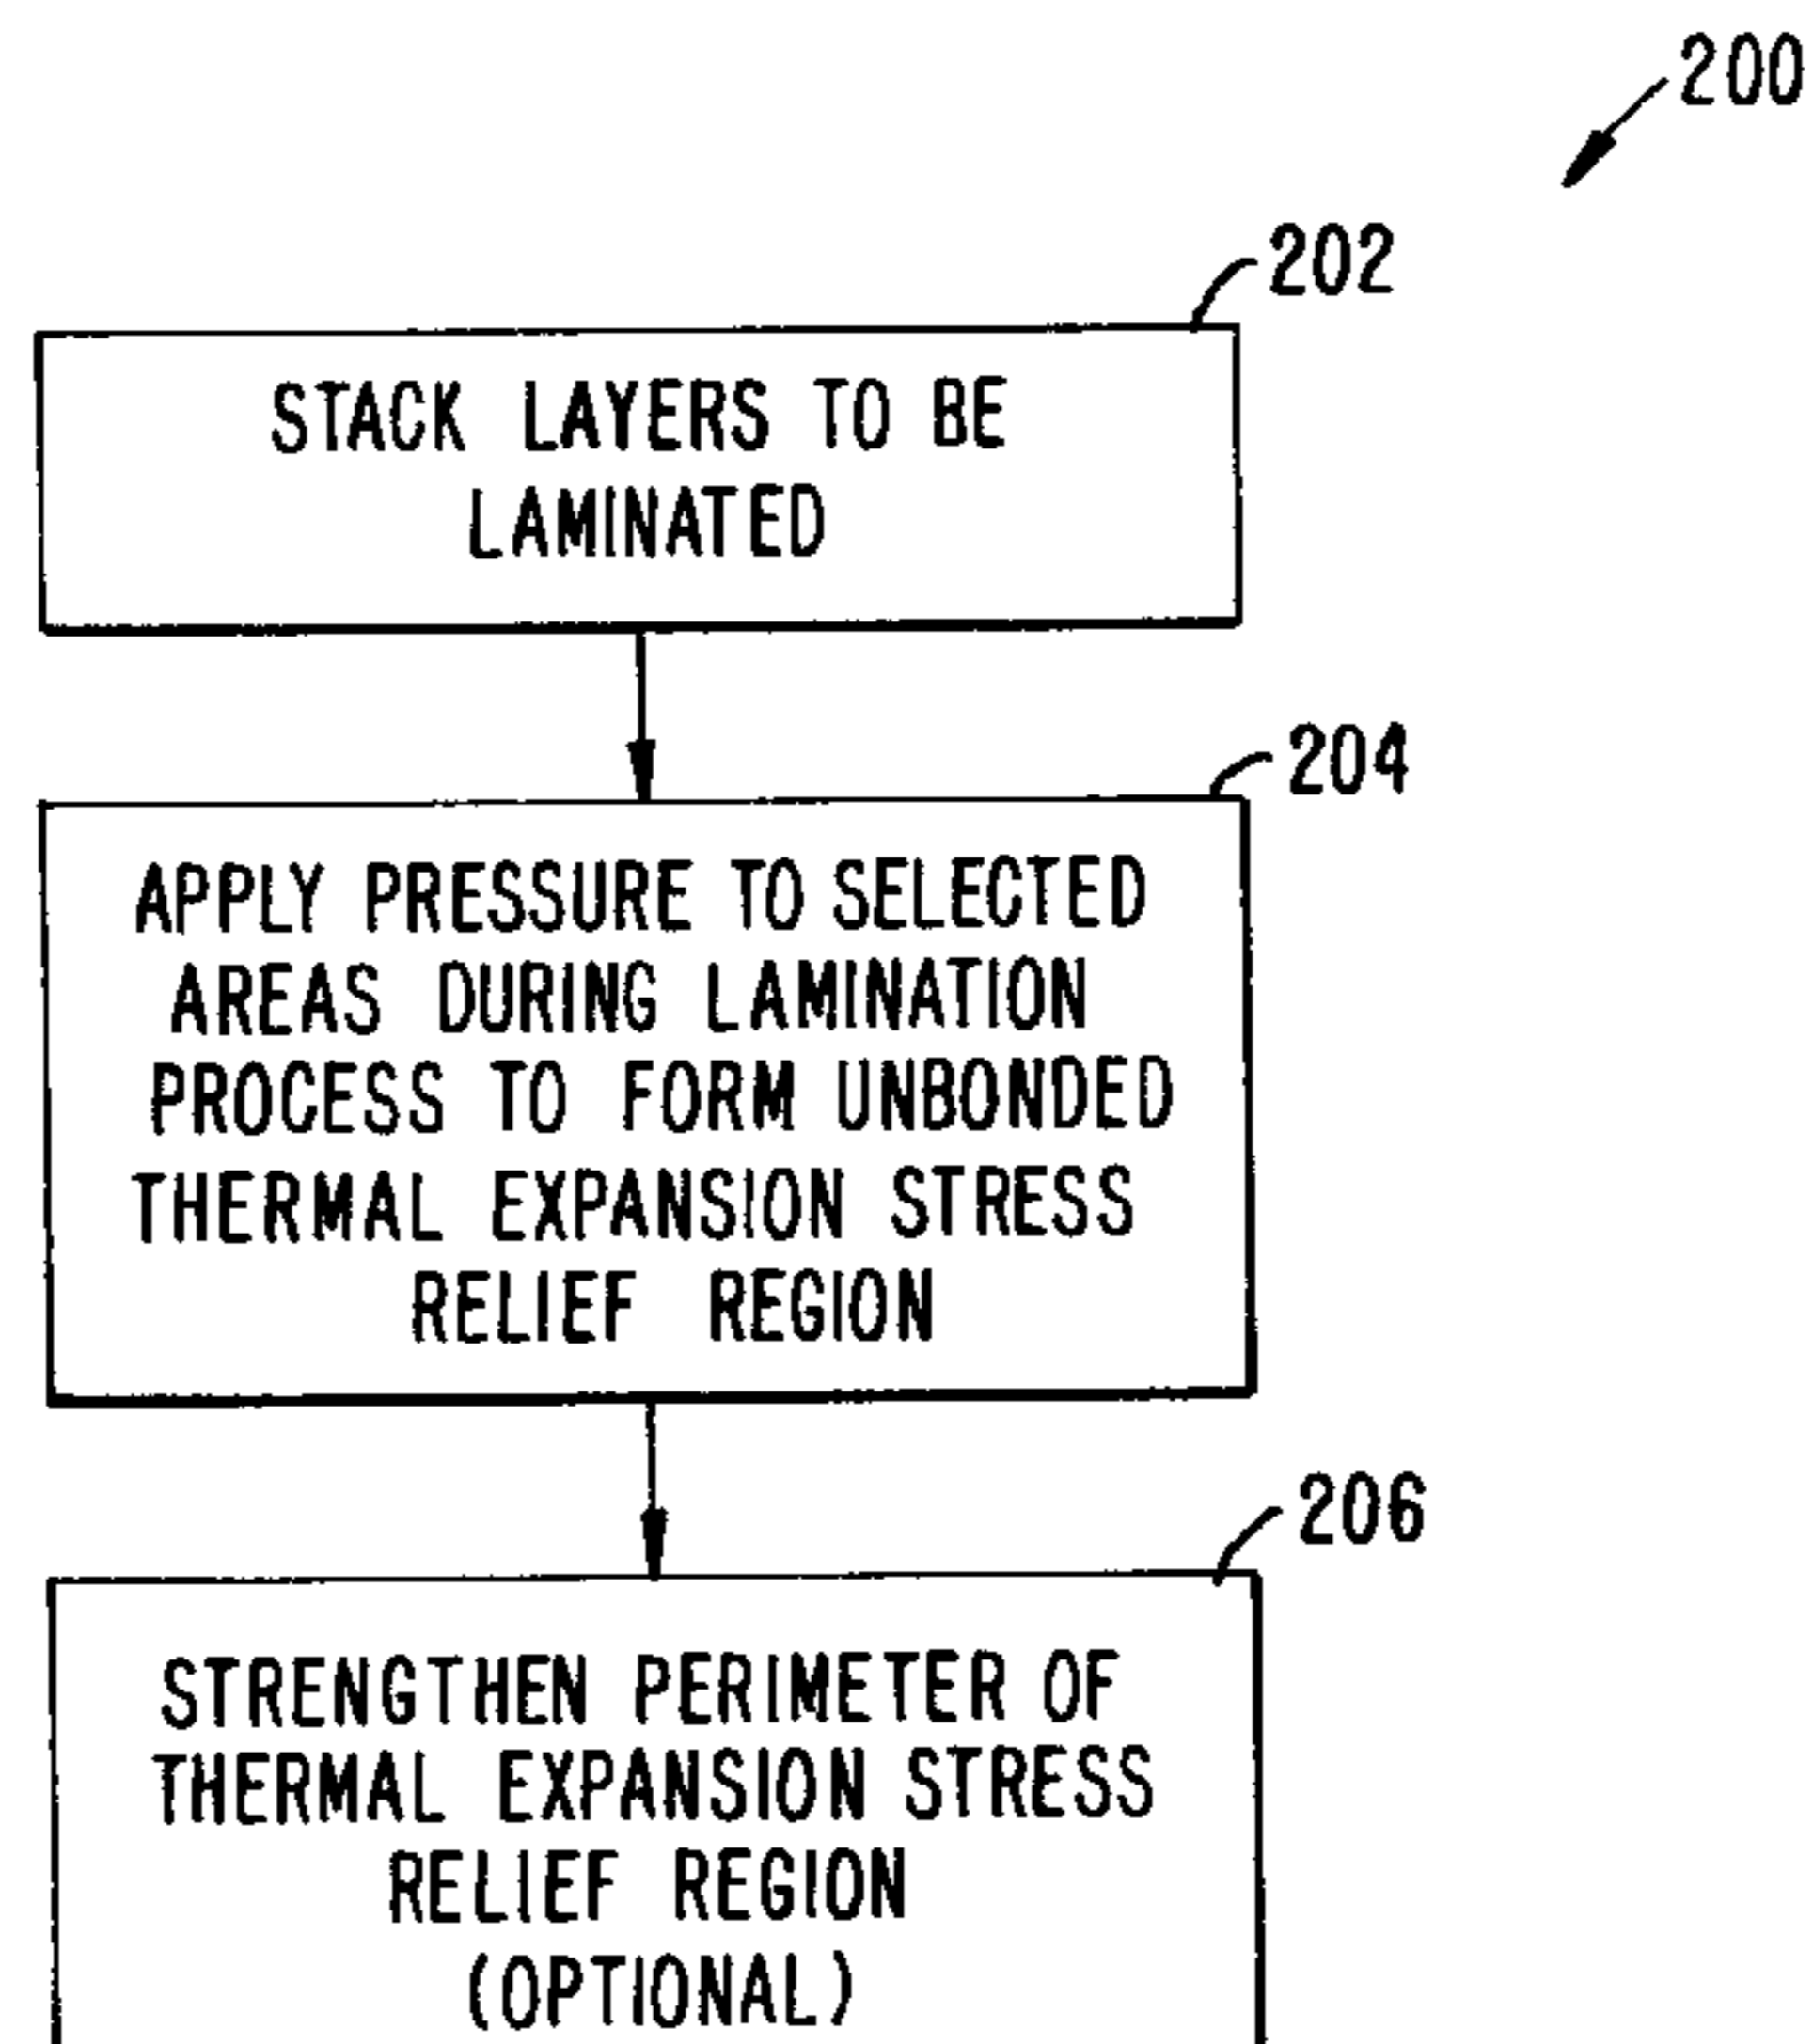 200
202
STACK LAYERS TO BE
LAMINATED
204
APPLY PRESSURE TO SELECTED
AREAS DURING LAMINATION
PROCESS TO FORM UNBONDED
THERMAL EXPANSION STRESS
RELIEF REGION
206
STRENGTHEN PERIMETER OF
THERMAL EXPANSION STRESS
RELIEF REGION
(OPTIONAL)